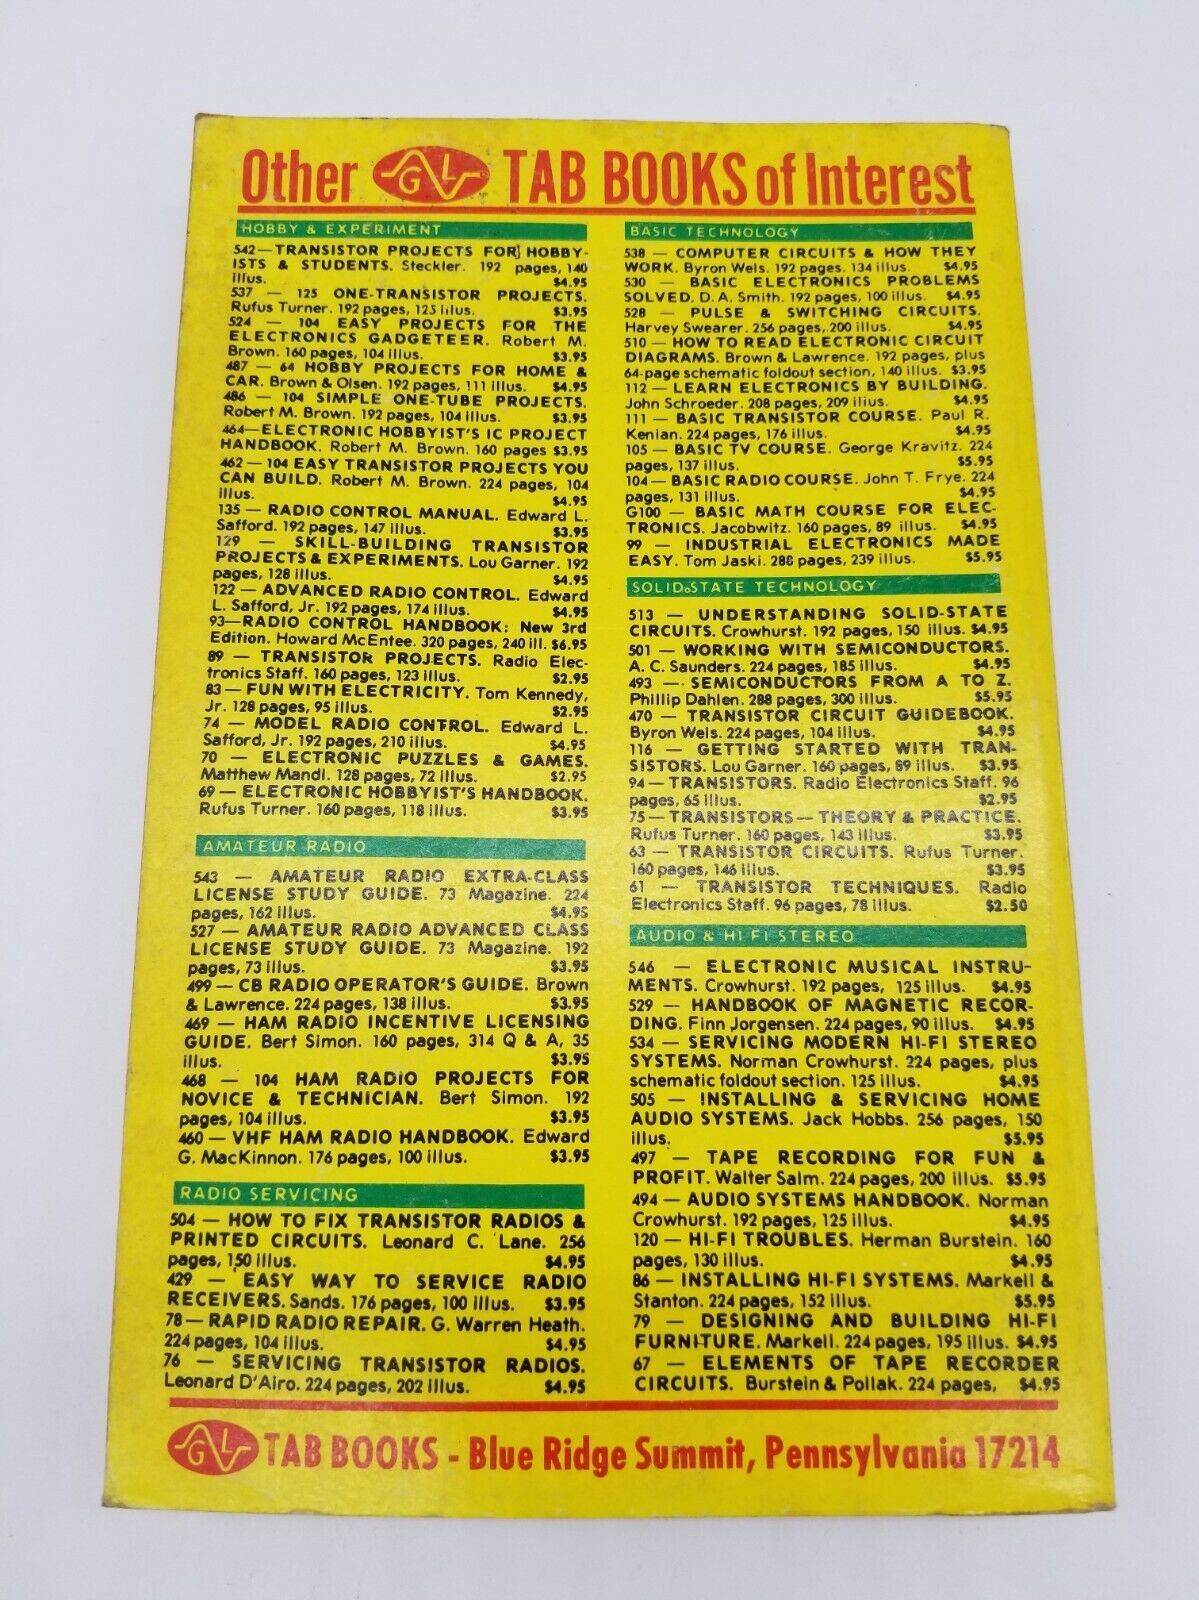 Other GL TAB BOOKS of Interest
HOBBY & EXPERIMENT
542—TRANSISTOR PROJECTS FOR HOBBY-
ISTS & STUDENTS. Steckler. 192 pages, 140
illus. $4.95
537 — 125 ONE-TRANSISTOR PROJECTS.
Rufus Turner. 192 pages, 125 illus. $3.95
524 — 104 EASY PROJECTS FOR THE
ELECTRONICS GADGETEER. Robert M.
Brown. 160 pages, 104 illus. $3.95
487 — 64 HOBBY PROJECTS FOR HOME &
CAR. Brown & Olsen. 192 pages, 111 illus. $4.95
486 — 104 SIMPLE ONE-TUBE PROJECTS.
Robert M. Brown. 192 pages, 104 illus. $3.95
464—ELECTRONIC HOBBYIST'S IC PROJECT
HANDBOOK. Robert M. Brown. 160 pages $3.95
462—104 EASY TRANSISTOR PROJECTS YOU
CAN BUILD. Robert M. Brown. 224 pages, 104
illus. $4.95
135 — RADIO CONTROL MANUAL. Edward L.
Safford. 192 pages, 147 illus. $3.95
129 — SKILL-BUILDING TRANSISTOR
PROJECTS & EXPERIMENTS. Lou Garner. 192
pages, 128 illus. $4.95
122 — ADVANCED RADIO CONTROL. Edward
L. Safford, Jr. 192 pages, 174 illus. $4.95
93—RADIO CONTROL HANDBOOK: New 3rd
Edition. Howard McEntee. 320 pages, 240 ill. $6.95
89 — TRANSISTOR PROJECTS. Radio Elec-
tronics Staff. 160 pages, 123 illus. $2.95
83 — FUN WITH ELECTRICITY. Tom Kennedy,
Jr. 128 pages, 95 illus. $2.95
74 — MODEL RADIO CONTROL. Edward L.
Safford, Jr. 192 pages, 210 illus. $4.95
70 — ELECTRONIC PUZZLES & GAMES.
Matthew Mandl. 128 pages, 72 illus. $2.95
69 — ELECTRONIC HOBBYIST'S HANDBOOK.
Rufus Turner. 160 pages, 118 illus. $3.95
AMATEUR RADIO
543 — AMATEUR RADIO EXTRA-CLASS
LICENSE STUDY GUIDE. 73 Magazine. 224
pages, 162 illus. $4.95
527 — AMATEUR RADIO ADVANCED CLASS
LICENSE STUDY GUIDE. 73 Magazine. 192
pages, 73 illus. $3.95
499 — CB RADIO OPERATOR'S GUIDE. Brown
& Lawrence. 224 pages, 138 illus. $3.95
469 — HAM RADIO INCENTIVE LICENSING
GUIDE. Bert Simon. 160 pages, 314 Q & A, 35
illus. $3.95
468 — 104 HAM RADIO PROJECTS FOR
NOVICE & TECHNICIAN. Bert Simon. 192
pages, 104 illus. $3.95
460 — VHF HAM RADIO HANDBOOK. Edward
G. MacKinnon. 176 pages, 100 illus. $3.95
RADIO SERVICING
504 — HOW TO FIX TRANSISTOR RADIOS &
PRINTED CIRCUITS. Leonard C. Lane. 256
pages, 150 illus. $4.95
429 — EASY WAY TO SERVICE RADIO
RECEIVERS. Sands. 176 pages, 100 illus. $3.95
78—RAPID RADIO REPAIR. G. Warren Heath.
224 pages, 104 illus. $4.95
76 — SERVICING TRANSISTOR RADIOS.
Leonard D'Airo. 224 pages, 202 illus. $4.95
BASIC TECHNOLOGY
538 — COMPUTER CIRCUITS & HOW THEY
WORK. Byron Wels. 192 pages. 134 illus. $4.95
530 — BASIC ELECTRONICS PROBLEMS
SOLVED. D.A. Smith. 192 pages, 100 illus. $4.95
528 — PULSE & SWITCHING CIRCUITS.
Harvey Swearer. 256 pages, 200 illus. $4.95
510 — HOW TO READ ELECTRONIC CIRCUIT
DIAGRAMS. Brown & Lawrence. 192 pages, plus
64-page schematic foldout section, 140 illus. $3.95
112 — LEARN ELECTRONICS BY BUILDING.
John Schroeder. 208 pages, 209 illus. $4.95
111 — BASIC TRANSISTOR COURSE. Paul R.
Kenian. 224 pages, 176 illus. $4.95
105 — BASIC TV COURSE. George Kravitz. 224
pages, 137 illus. $5.95
104 — BASIC RADIO COURSE. John T. Frye. 224
pages, 131 illus. $4.95
G100 — BASIC MATH COURSE FOR ELEC-
TRONICS. Jacobwitz. 160 pages, 89 illus. $4.95
99 — INDUSTRIAL ELECTRONICS MADE
EASY. Tom Jaski. 288 pages, 239 illus. $5.95
SOLID-STATE TECHNOLOGY
513 — UNDERSTANDING SOLID-STATE
CIRCUITS. Crowhurst. 192 pages, 150 illus. $4.95
501 — WORKING WITH SEMICONDUCTORS.
A. C. Saunders. 224 pages, 185 illus. $4.95
493 — SEMICONDUCTORS FROM A TO Z.
Phillip Dahlen. 288 pages, 300 illus. $5.95
470 — TRANSISTOR CIRCUIT GUIDEBOOK.
Byron Wels. 224 pages, 104 illus. $4.95
116 — GETTING STARTED WITH TRAN-
SISTORS. Lou Garner. 160 pages, 89 illus. $3.95
94 — TRANSISTORS. Radio Electronics Staff. 96
pages, 65 illus. $2.95
75—TRANSISTORS—THEORY & PRACTICE.
Rufus Turner. 160 pages, 143 illus. $3.95
63 — TRANSISTOR CIRCUITS. Rufus Turner.
160 pages, 146 illus. $3.95
61 — TRANSISTOR TECHNIQUES. Radio
Electronics Staff. 96 pages, 78 illus. $2.50
AUDIO & HI-FI STEREO
546 — ELECTRONIC MUSICAL INSTRU-
MENTS. Crowhurst. 192 pages, 125 illus. $4.95
529 — HANDBOOK OF MAGNETIC RECOR-
DING. Finn Jorgensen. 224 pages, 90 illus. $4.95
534 — SERVICING MODERN HI-FI STEREO
SYSTEMS. Norman Crowhurst. 224 pages, plus
schematic foldout section. 125 illus. $4.95
505 — INSTALLING & SERVICING HOME
AUDIO SYSTEMS. Jack Hobbs. 256 pages, 150
illus. $5.95
497 — TAPE RECORDING FOR FUN &
PROFIT. Walter Salm. 224 pages, 200 illus. $5.95
494 — AUDIO SYSTEMS HANDBOOK. Norman
Crowhurst. 192 pages, 125 illus. $4.95
120 — HI-FI TROUBLES. Herman Burstein. 160
pages, 130 illus. $4.95
86 — INSTALLING HI-FI SYSTEMS. Markell &
Stanton. 224 pages, 152 illus. $5.95
79 — DESIGNING AND BUILDING HI-FI
FURNITURE. Markell. 224 pages, 195 illus. $4.95
67 — ELEMENTS OF TAPE RECORDER
CIRCUITS. Burstein & Pollak. 224 pages, $4.95
GL TAB BOOKS - Blue Ridge Summit, Pennsylvania 17214